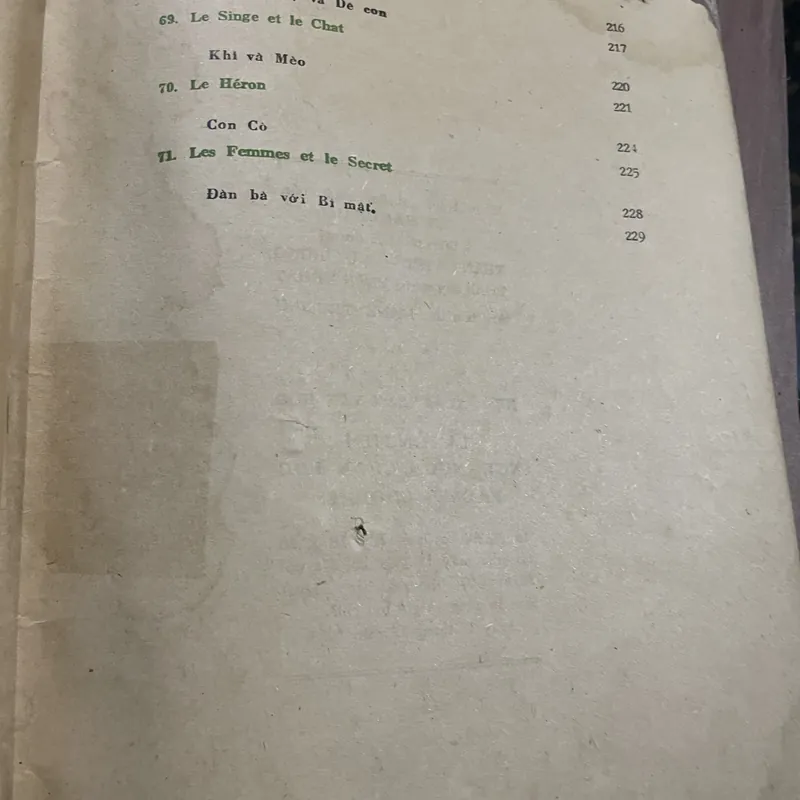 và Dê con
69. Le Singe et le Chat 216
217
Khỉ và Mèo
70. Le Héron 220
221
Con Cò
71. Les Femmes et le Secret 224
225
Đàn bà với Bí mật. 228
229